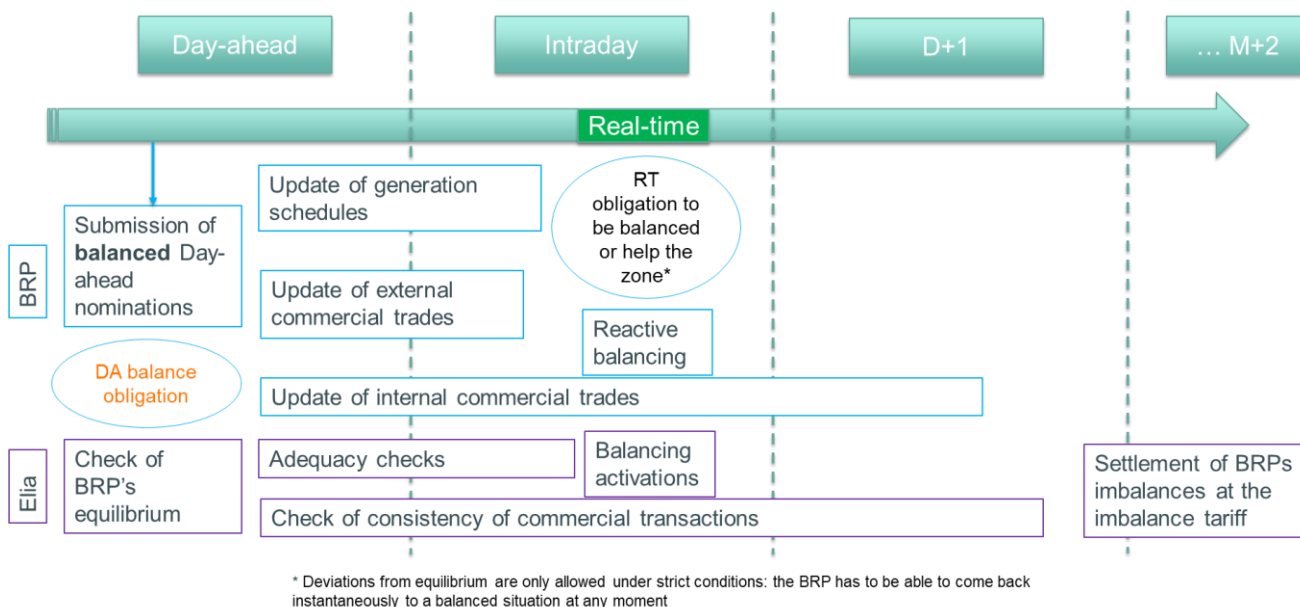 Day-ahead
Intraday
D+1
... M+2
Real-time
BRP
Submission of
balanced Day-
ahead
nominations
DA balance
obligation
Update of generation
schedules
Update of external
commercial trades
RT
obligation to
be balanced
or help the
zone*
Reactive
balancing
Update of internal commercial trades
Elia
Check of
BRP's
equilibrium
Adequacy checks
Balancing
activations
Check of consistency of commercial transactions
Settlement of BRPs
imbalances at the
imbalance tariff
* Deviations from equilibrium are only allowed under strict conditions: the BRP has to be able to come back
instantaneously to a balanced situation at any moment